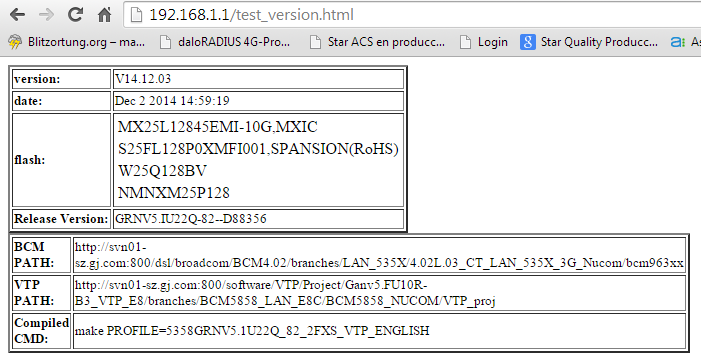 192.168.1.1/test_version.html
Blitzortung.org – ma...
daloRADIUS 4G-Pro...
Star ACS en producc...
Login
Star Quality Producc...
As
version:
V14.12.03
date:
Dec 2 2014 14:59:19
flash:
MX25L12845EMI-10G,MXIC
S25FL128P0XMFI001,SPANSION(RoHS)
W25Q128BV
NMNXM25P128
Release Version:
GRNV5.IU22Q-82--D88356
BCM
PATH:
http://svn01-
sz.gj.com:800/dsl/broadcom/BCM4.02/branches/LAN_535X/4.02L.03_CT_LAN_535X_3G_Nucom/bcm963xx
VTP
PATH:
http://svn01-sz.gj.com:800/software/VTP/Project/Ganv5.FU10R-
B3_VTP_E8/branches/BCM5858_LAN_E8C/BCM5858_NUCOM/VTP_proj
Compiled
CMD:
make PROFILE=5358GRNV5.1U22Q_82_2FXS_VTP_ENGLISH